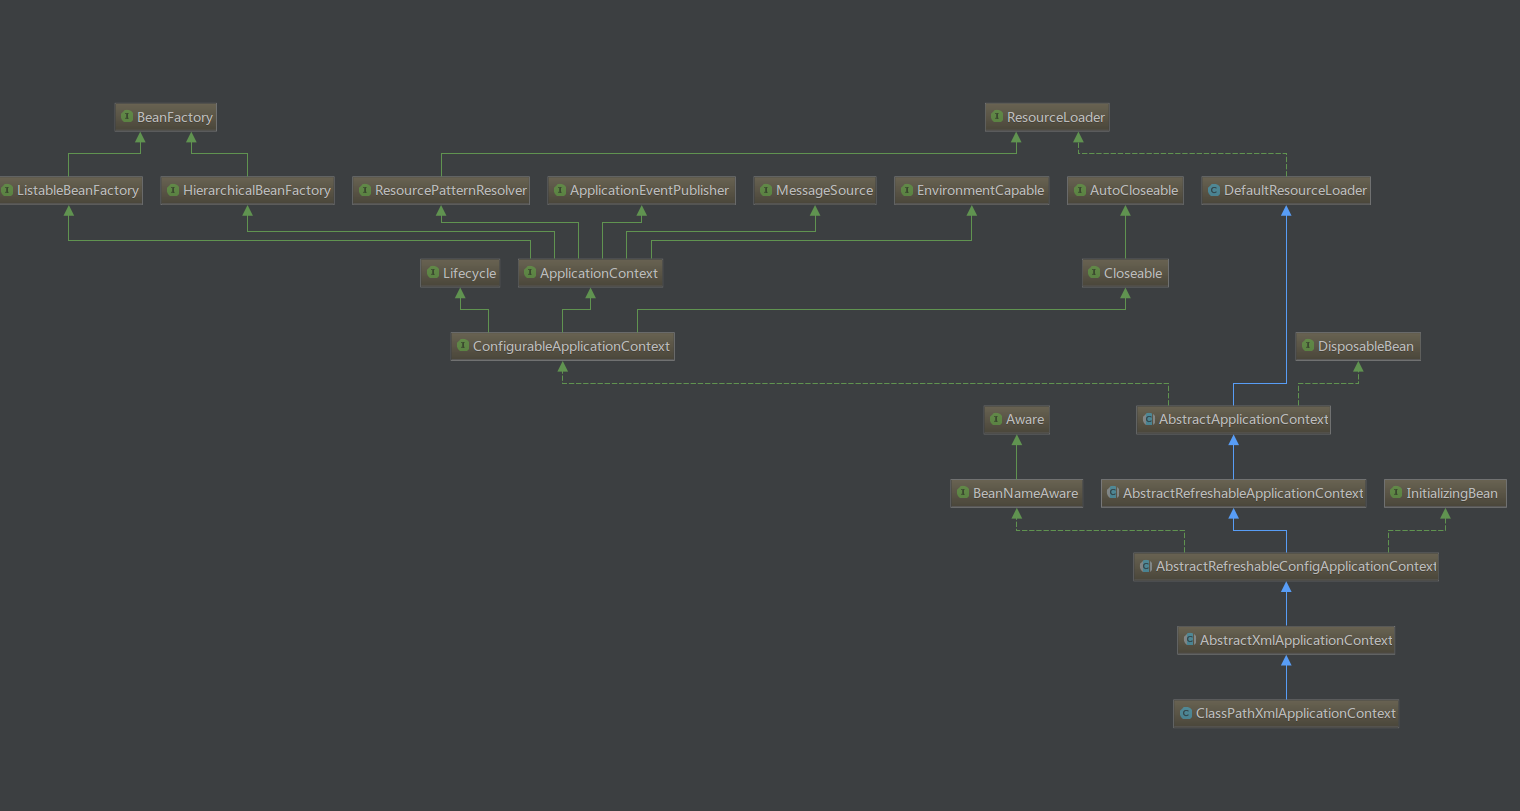 BeanFactory
ResourceLoader
ListableBeanFactory
HierarchicalBeanFactory
ResourcePatternResolver
ApplicationEventPublisher
MessageSource
EnvironmentCapable
AutoCloseable
DefaultResourceLoader
Lifecycle
ApplicationContext
Closeable
ConfigurableApplicationContext
DisposableBean
Aware
AbstractApplicationContext
BeanNameAware
AbstractRefreshableApplicationContext
InitializingBean
AbstractRefreshableConfigApplicationContext
AbstractXmlApplicationContext
ClassPathXmlApplicationContext